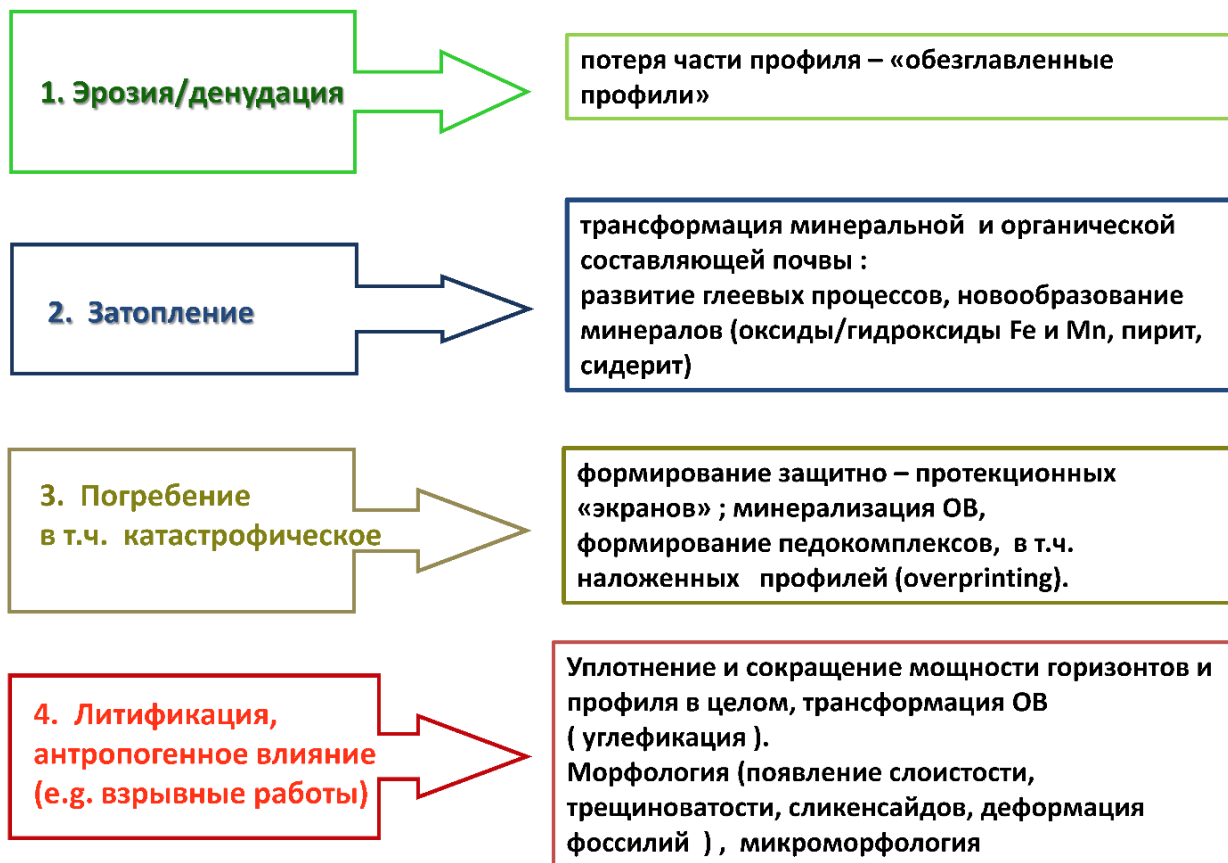 1. Эрозия/денудация
потеря части профиля – «обезглавленные
профили»
2. Затопление
трансформация минеральной и органической
составляющей почвы :
развитие глеевых процессов, новообразование
минералов (оксиды/гидроксиды Fe и Mn, пирит,
сидерит)
3. Погребение
в т.ч. катастрофическое
формирование защитно – протекционных
«экранов» ; минерализация ОВ,
формирование педокомплексов, в т.ч.
наложенных профилей (overprinting).
4. Литификация,
антропогенное влияние
(e.g. взрывные работы)
Уплотнение и сокращение мощности горизонтов и
профиля в целом, трансформация ОВ
( углефикация ).
Морфология (появление слоистости,
трещиноватости, сликенсайдов, деформация
фоссилий ) , микроморфология